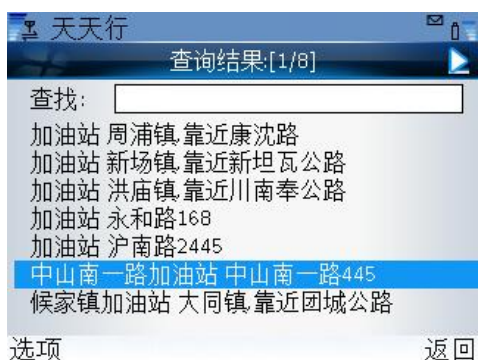 天天行
查询结果:[1/8]
查找:
加油站 周浦镇,靠近康沈路
加油站 新场镇,靠近新坦瓦公路
加油站 洪庙镇,靠近川南奉公路
加油站 永和路168
加油站 沪南路2445
中山南一路加油站 中山南一路445
候家镇加油站 大同镇,靠近团城公路
选项 返回